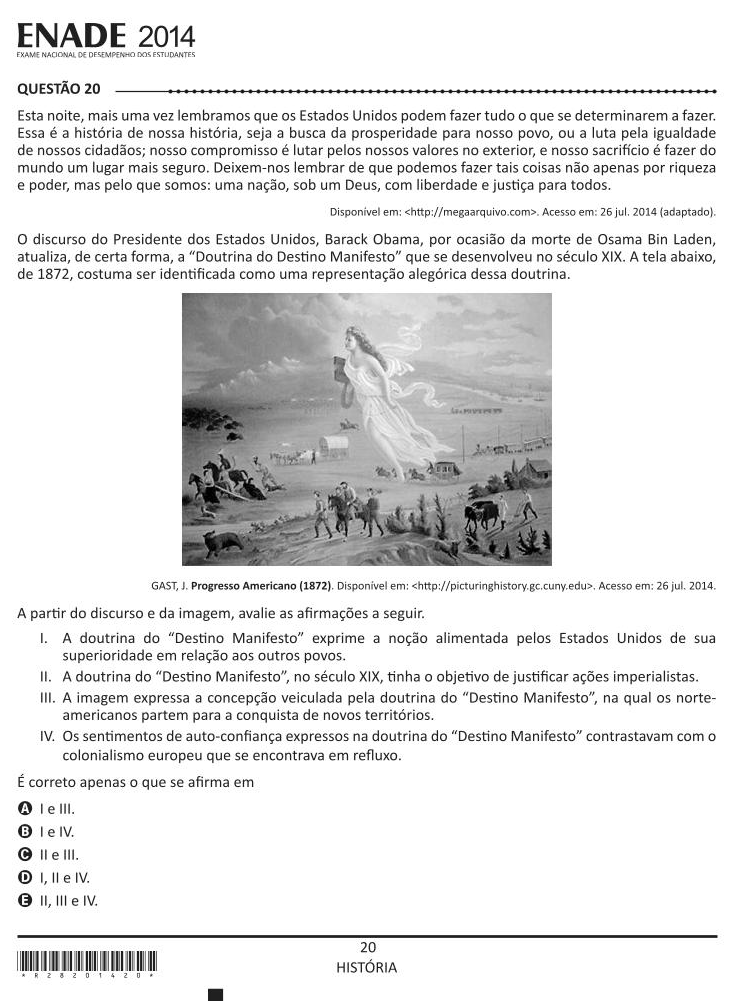 ENADE 2014
EXAME NACIONAL DE DESEMPENHO DOS ESTUDANTES
QUESTÃO 20
Esta noite, mais uma vez lembramos que os Estados Unidos podem fazer tudo o que se determinarem a fazer.
Essa é a história de nossa história, seja a busca da prosperidade para nosso povo, ou a luta pela igualdade
de nossos cidadãos; nosso compromisso é lutar pelos nossos valores no exterior, e nosso sacrifício é fazer do
mundo um lugar mais seguro. Deixem-nos lembrar de que podemos fazer tais coisas não apenas por riqueza
e poder, mas pelo que somos: uma nação, sob um Deus, com liberdade e justiça para todos.
Disponível em: <http://megaarquivo.com>. Acesso em: 26 jul. 2014 (adaptado).
O discurso do Presidente dos Estados Unidos, Barack Obama, por ocasião da morte de Osama Bin Laden,
atualiza, de certa forma, a “Doutrina do Destino Manifesto” que se desenvolveu no século XIX. A tela abaixo,
de 1872, costuma ser identificada como uma representação alegórica dessa doutrina.
GAST, J. Progresso Americano (1872). Disponível em: <http://picturinghistory.gc.cuny.edu>. Acesso em: 26 jul. 2014.
A partir do discurso e da imagem, avalie as afirmações a seguir.
I. A doutrina do “Destino Manifesto” exprime a noção alimentada pelos Estados Unidos de sua
superioridade em relação aos outros povos.
II. A doutrina do “Destino Manifesto”, no século XIX, tinha o objetivo de justificar ações imperialistas.
III. A imagem expressa a concepção veiculada pela doutrina do “Destino Manifesto”, na qual os norte-
americanos partem para a conquista de novos territórios.
IV. Os sentimentos de auto-confiança expressos na doutrina do “Destino Manifesto” contrastavam com o
colonialismo europeu que se encontrava em refluxo.
É correto apenas o que se afirma em
A I e III.
B I e IV.
C II e III.
D I, II e IV.
E II, III e IV.
20
HISTÓRIA
* R 2 8 2 0 1 4 2 0 *